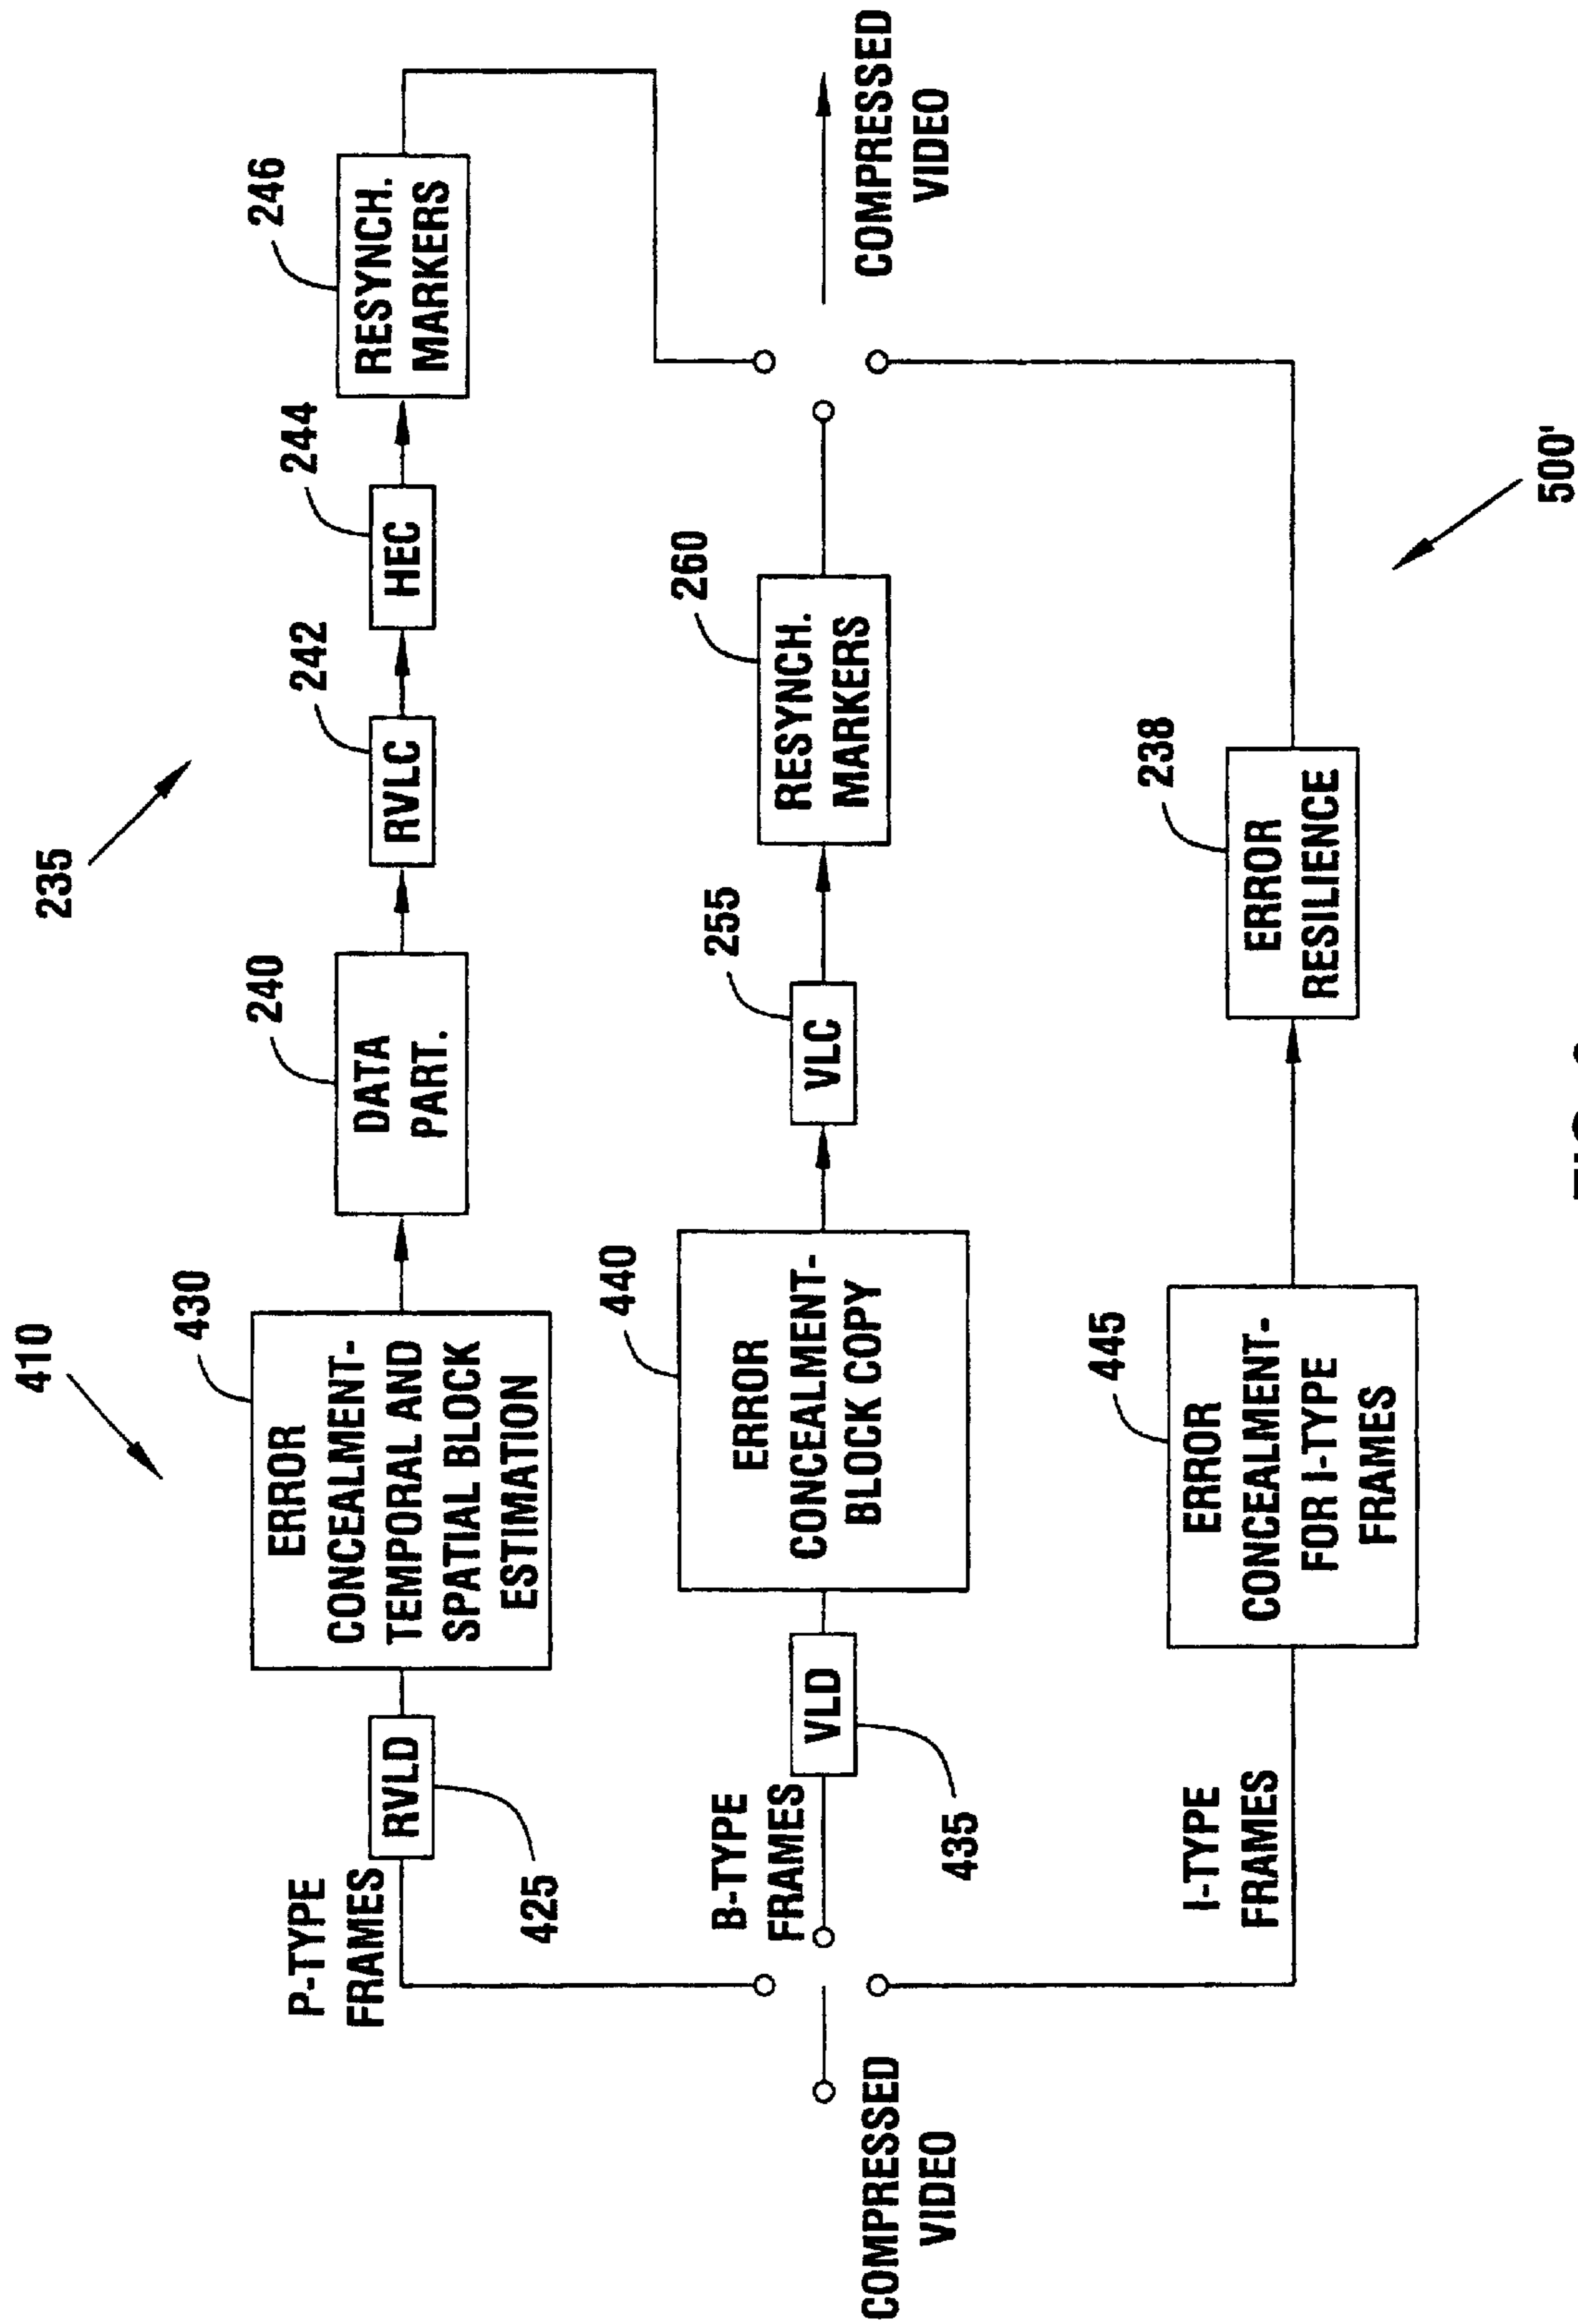 410
235
430
ERROR
CONCEALMENT-
TEMPORAL AND
SPATIAL BLOCK
ESTIMATION
240
DATA
PART.
242
RVLC
244
HEC
246
RESYNCH.
MARKERS
P-TYPE
FRAMES
RVLD
425
440
ERROR
CONCEALMENT-
BLOCK COPY
255
VLC
260
RESYNCH.
MARKERS
B-TYPE
FRAMES
VLD
435
COMPRESSED
VIDEO
COMPRESSED
VIDEO
445
ERROR
CONCEALMENT-
FOR I-TYPE
FRAMES
238
ERROR
RESILIENCE
I-TYPE
FRAMES
500'